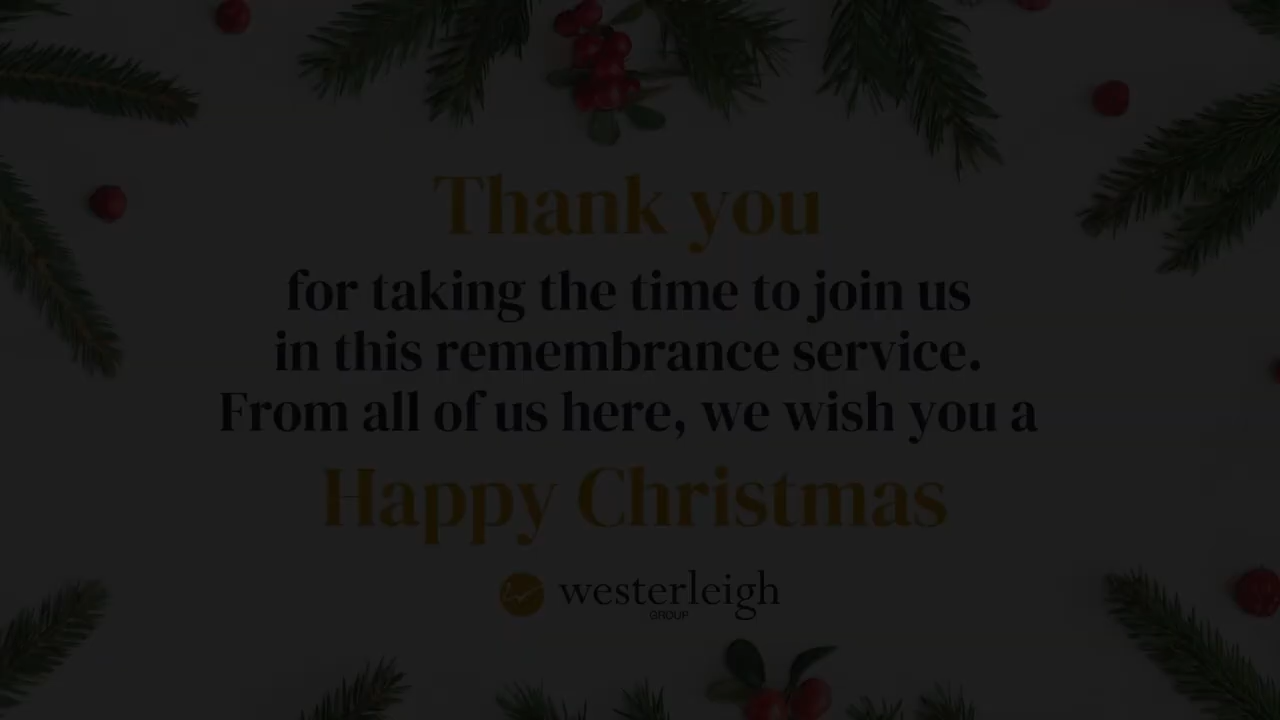 Thank you
for taking the time to join us
in this remembrance service.
From all of us here, we wish you a
Happy Christmas
westerleigh
GROUP